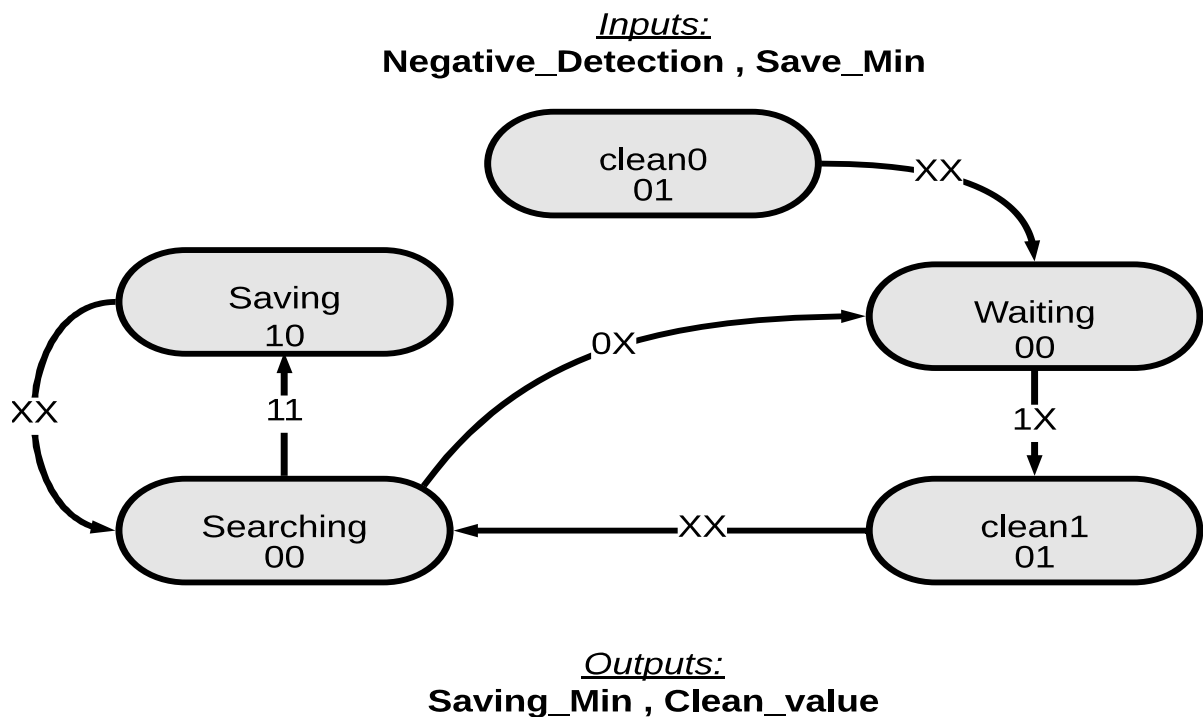 Inputs:
Negative_Detection , Save_Min
clean0
01
XX
Saving
10
Waiting
00
0X
XX
11
1X
Searching
00
XX
clean1
01
Outputs:
Saving_Min , Clean_value